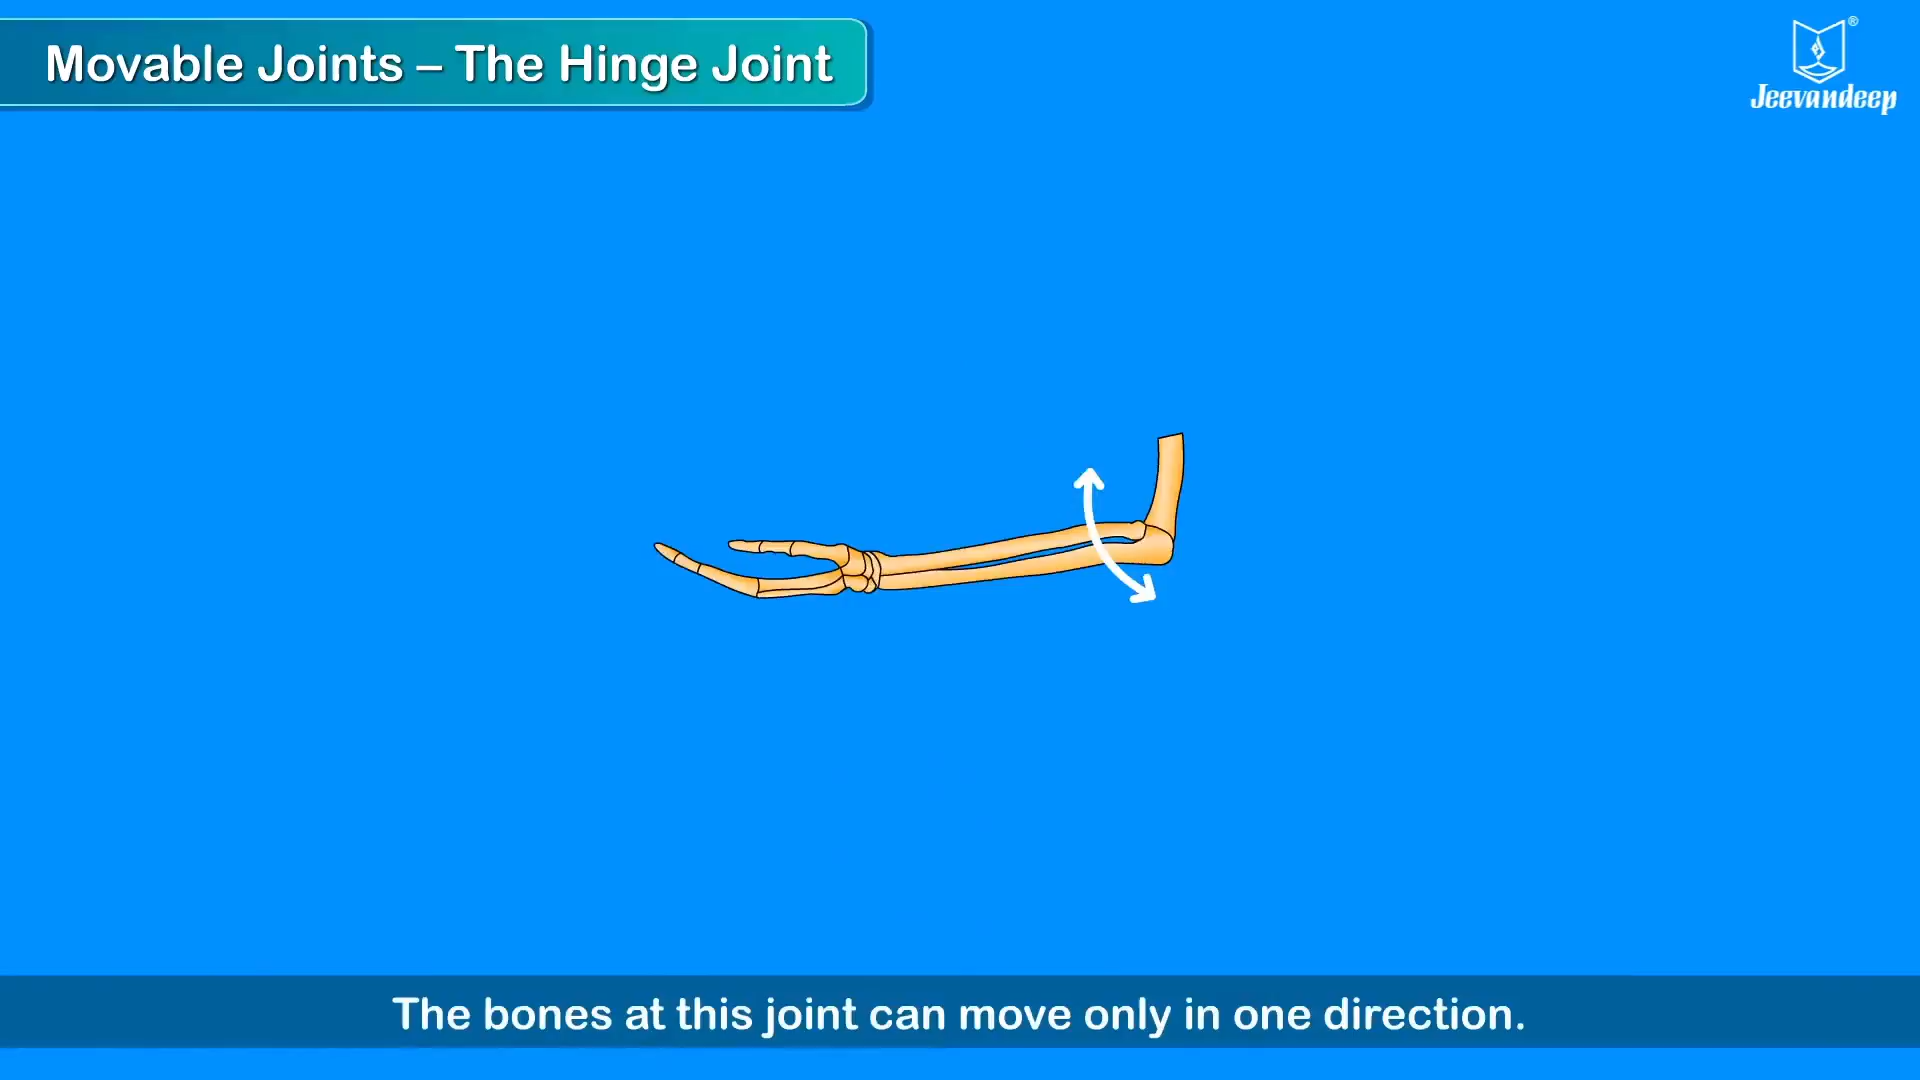 Movable Joints – The Hinge Joint
®
Jeevandeep
The bones at this joint can move only in one direction.